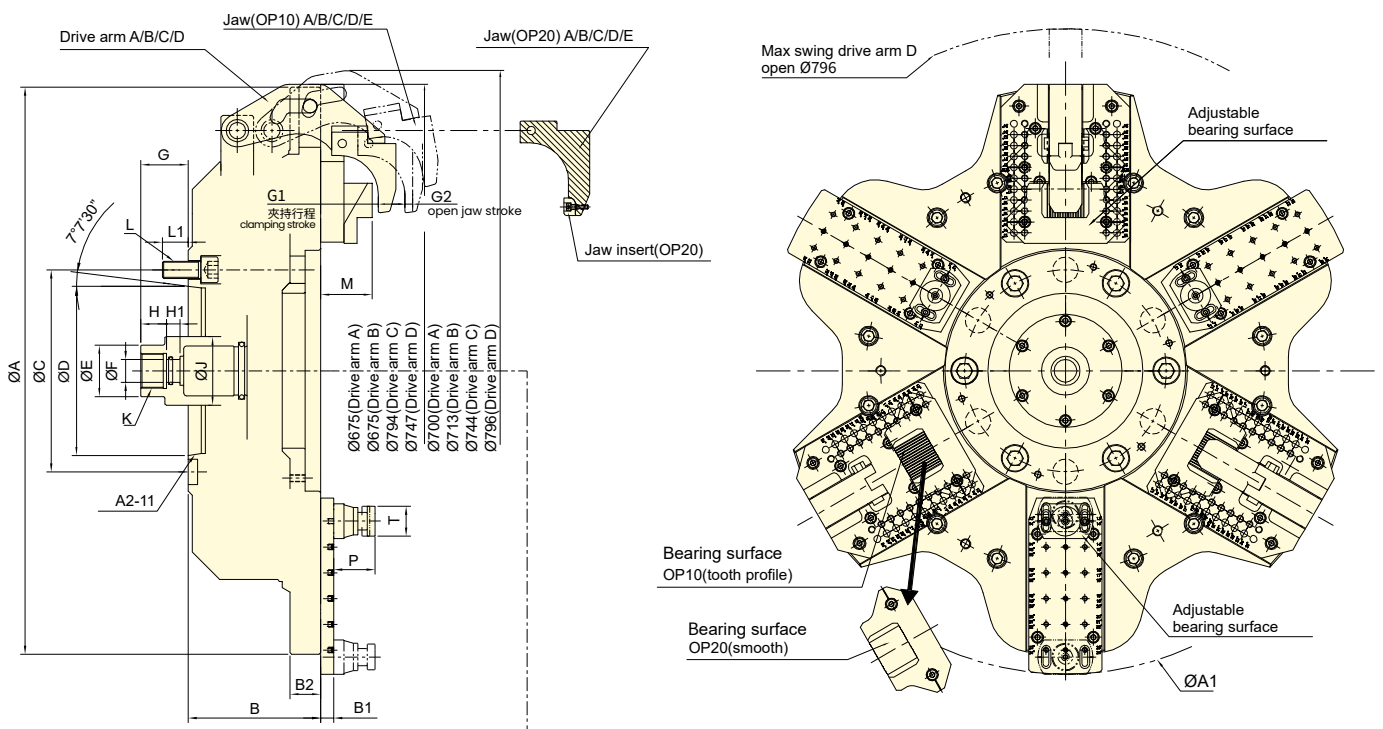 Jaw(OP10) A/B/C/D/E
Drive arm A/B/C/D
Jaw(OP20) A/B/C/D/E
Max swing drive arm D
open Ø796
Adjustable
bearing surface
G
G1
夾持行程
clamping stroke
G2
open jaw stroke
7°7'30"
L
L1
Jaw insert(OP20)
M
H
H1
ØA
ØC
ØD
ØE
ØF
ØJ
K
Ø675(Drive arm A)
Ø675(Drive arm B)
Ø794(Drive arm C)
Ø747(Drive arm D)
Ø700(Drive arm A)
Ø713(Drive arm B)
Ø744(Drive arm C)
Ø796(Drive arm D)
A2-11
T
P
Bearing surface
OP10(tooth profile)
Bearing surface
OP20(smooth)
Adjustable
bearing surface
ØA1
B2
B
B1